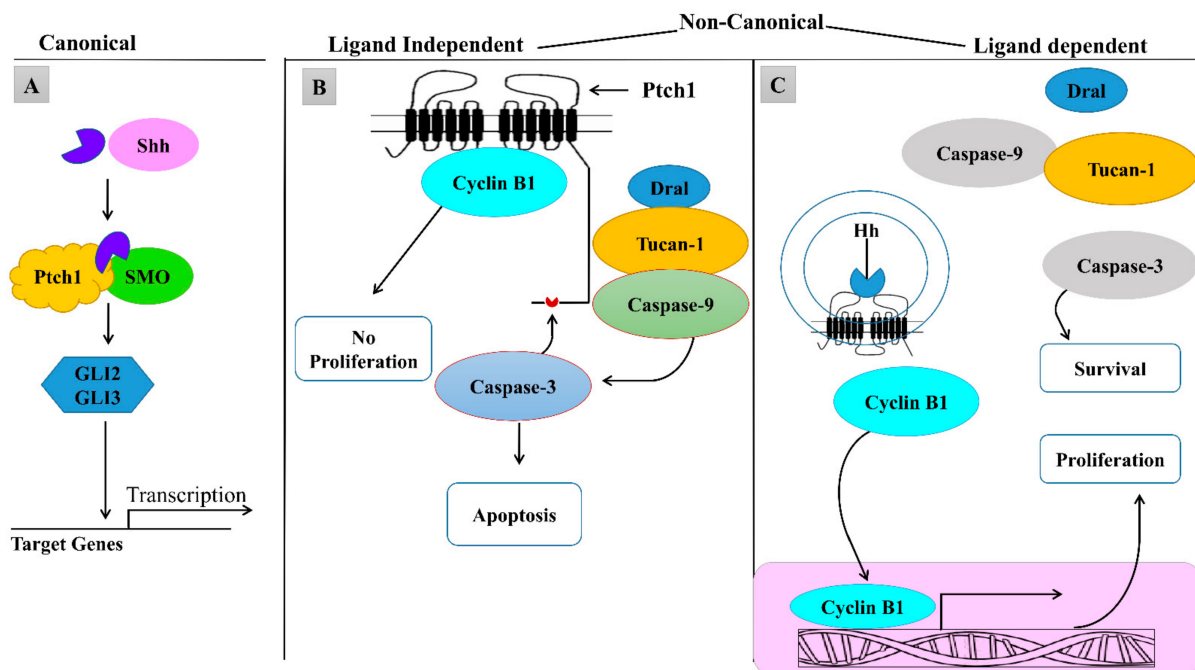 Non-Canonical
Canonical
Ligand Independent
Ligand dependent
A
Shh
Ptch1
SMO
GLI2
GLI3
Transcription
Target Genes
B
Ptch1
Cyclin B1
Dral
Tucan-1
Caspase-9
No
Proliferation
Caspase-3
Apoptosis
C
Dral
Caspase-9
Tucan-1
Hh
Caspase-3
Survival
Cyclin B1
Proliferation
Cyclin B1